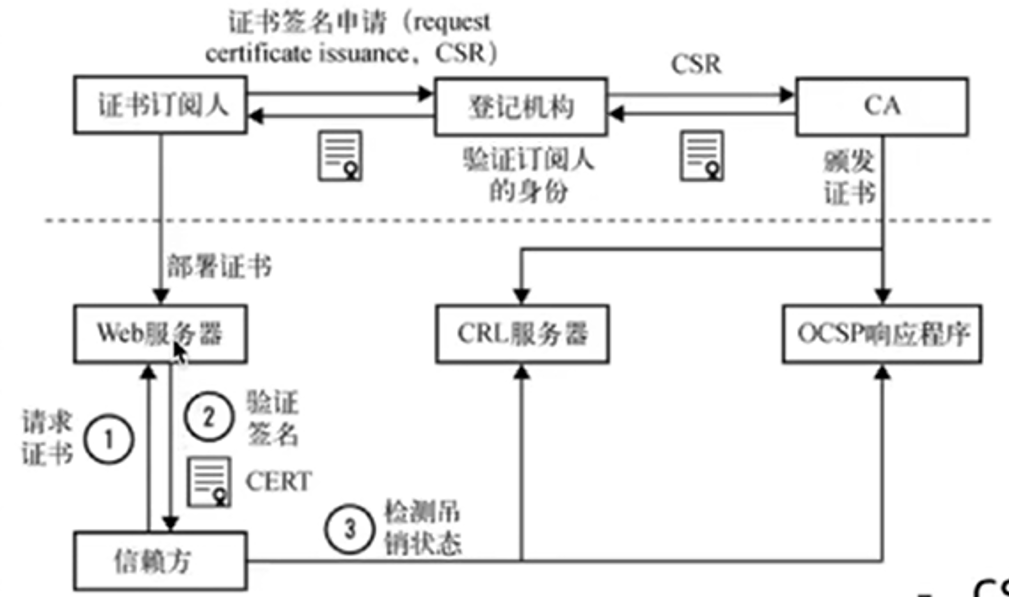 证书签名申请（request
certificate issuance，CSR）
CSR
证书订阅人
登记机构
CA
验证订阅人
的身份
颁发
证书
部署证书
Web服务器
CRL服务器
OCSP响应程序
请求
证书
1
2
验证
签名
CERT
3
检测吊
销状态
信赖方